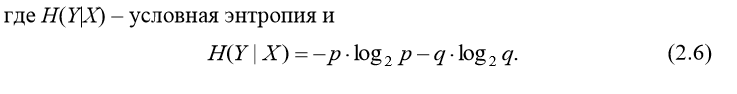 где H(Y|X) – условная энтропия и
H(Y | X) = −p · log₂ p − q · log₂ q. (2.6)